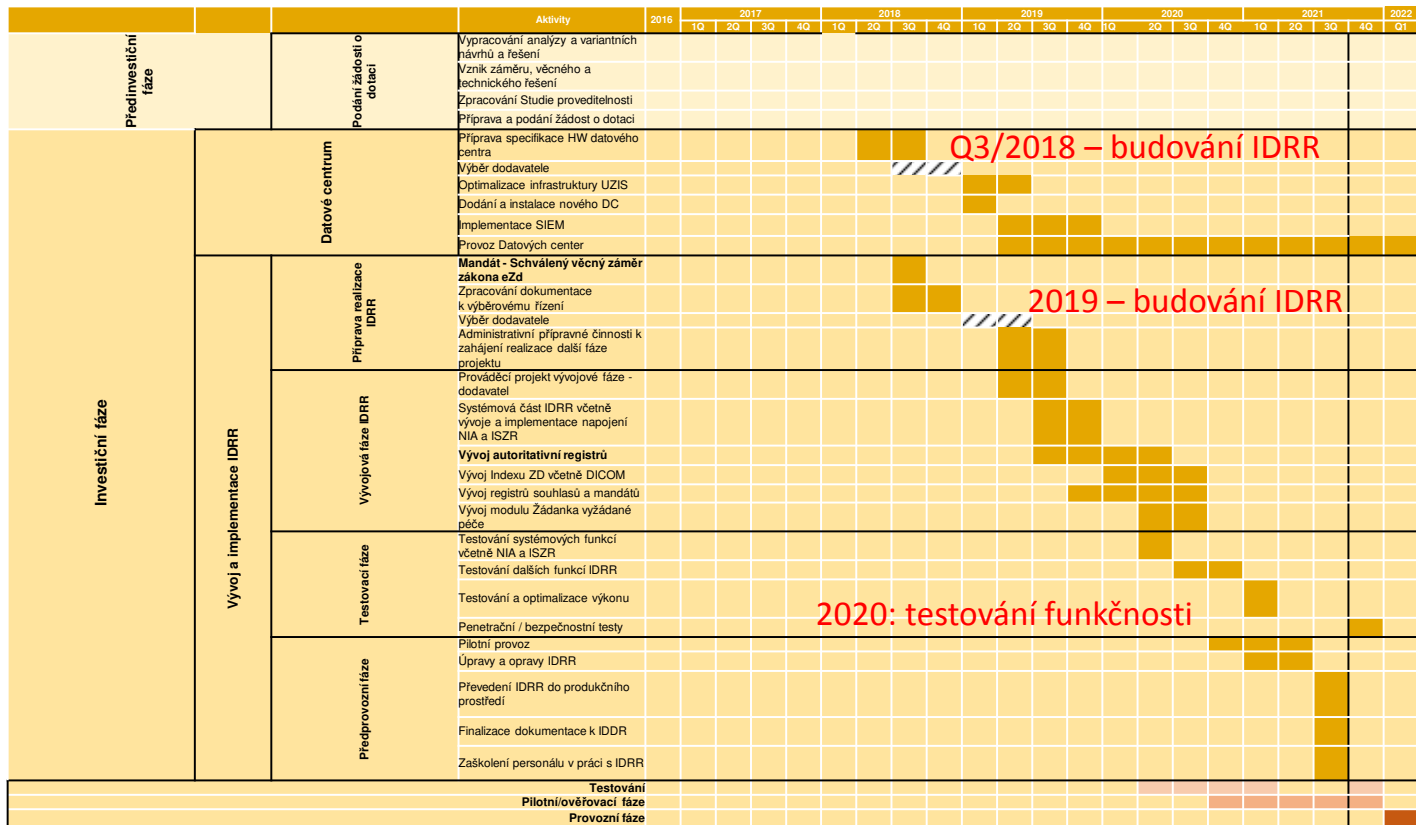 Aktivity 2016 2017 2018 2019 2020 2021 2022
1Q 2Q 3Q 4Q 1Q 2Q 3Q 4Q 1Q 2Q 3Q 4Q 1Q 2Q 3Q 4Q 1Q 2Q 3Q 4Q Q1
Předinvestiční
fáze
Podání žádosti o
dotaci
Vypracování analýzy a variantních
návrhů a řešení
Vznik záměru, věcného a
technického řešení
Zpracování Studie proveditelnosti
Příprava a podání žádost o dotaci
Investiční fáze
Datové centrum
Příprava specifikace HW datového
centra
Q3/2018 – budování IDRR
Výběr dodavatele
Optimalizace infrastruktury UZIS
Dodání a instalace nového DC
Implementace SIEM
Provoz Datových center
Vývoj a implementace IDRR
Příprava realizace
IDRR
Mandát - Schválený věcný záměr
zákona eZd
Zpracování dokumentace
k výběrovému řízení
2019 – budování IDRR
Výběr dodavatele
Administrativní přípravné činnosti k
zahájení realizace další fáze
projektu
Vývojová fáze IDRR
Prováděcí projekt vývojové fáze -
dodavatel
Systémová část IDRR včetně
vývoje a implementace napojení
NIA a ISZR
Vývoj autoritativní registrů
Vývoj Indexu ZD včetně DICOM
Vývoj registrů souhlasů a mandátů
Vývoj modulu Žádanka vyžádané
péče
Testovací fáze
Testování systémových funkcí
včetně NIA a ISZR
Testování dalších funkcí IDRR
Testování a optimalizace výkonu
2020: testování funkčnosti
Penetrační / bezpečnostní testy
Předprovozní fáze
Pilotní provoz
Úpravy a opravy IDRR
Převedení IDRR do produkčního
prostředí
Finalizace dokumentace k IDDR
Zaškolení personálu v práci s IDRR
Testování
Pilotní/ověřovací fáze
Provozní fáze